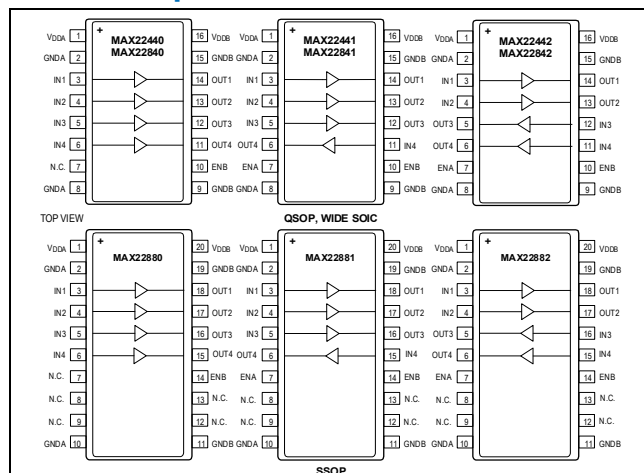 MAX22440
MAX22840
VDDA 1 16 VDDB
GNDA 2 15 GNDB
IN1 3 14 OUT1
IN2 4 13 OUT2
IN3 5 12 OUT3
IN4 6 11 OUT4
N.C. 7 10 ENB
GNDA 8 9 GNDB
MAX22441
MAX22841
VDDA 1 16 VDDB
GNDA 2 15 GNDB
IN1 3 14 OUT1
IN2 4 13 OUT2
IN3 5 12 OUT3
OUT4 6 11 IN4
ENA 7 10 ENB
GNDA 8 9 GNDB
MAX22442
MAX22842
VDDA 1 16 VDDB
GNDA 2 15 GNDB
IN1 3 14 OUT1
IN2 4 13 OUT2
OUT3 5 12 IN3
OUT4 6 11 IN4
ENA 7 10 ENB
GNDA 8 9 GNDB
TOP VIEW
QSOP, WIDE SOIC
MAX22880
VDDA 1 20 VDDB
GNDA 2 19 GNDB
IN1 3 18 OUT1
IN2 4 17 OUT2
IN3 5 16 OUT3
IN4 6 15 OUT4
N.C. 7 14 ENB
N.C. 8 13 N.C.
N.C. 9 12 N.C.
GNDA 10 11 GNDB
MAX22881
VDDA 1 20 VDDB
GNDA 2 19 GNDB
IN1 3 18 OUT1
IN2 4 17 OUT2
IN3 5 16 OUT3
OUT4 6 15 IN4
ENA 7 14 ENB
N.C. 8 13 N.C.
N.C. 9 12 N.C.
GNDA 10 11 GNDB
MAX22882
VDDA 1 20 VDDB
GNDA 2 19 GNDB
IN1 3 18 OUT1
IN2 4 17 OUT2
OUT3 5 16 IN3
OUT4 6 15 IN4
ENA 7 14 ENB
N.C. 8 13 N.C.
N.C. 9 12 N.C.
GNDA 10 11 GNDB
SSOP